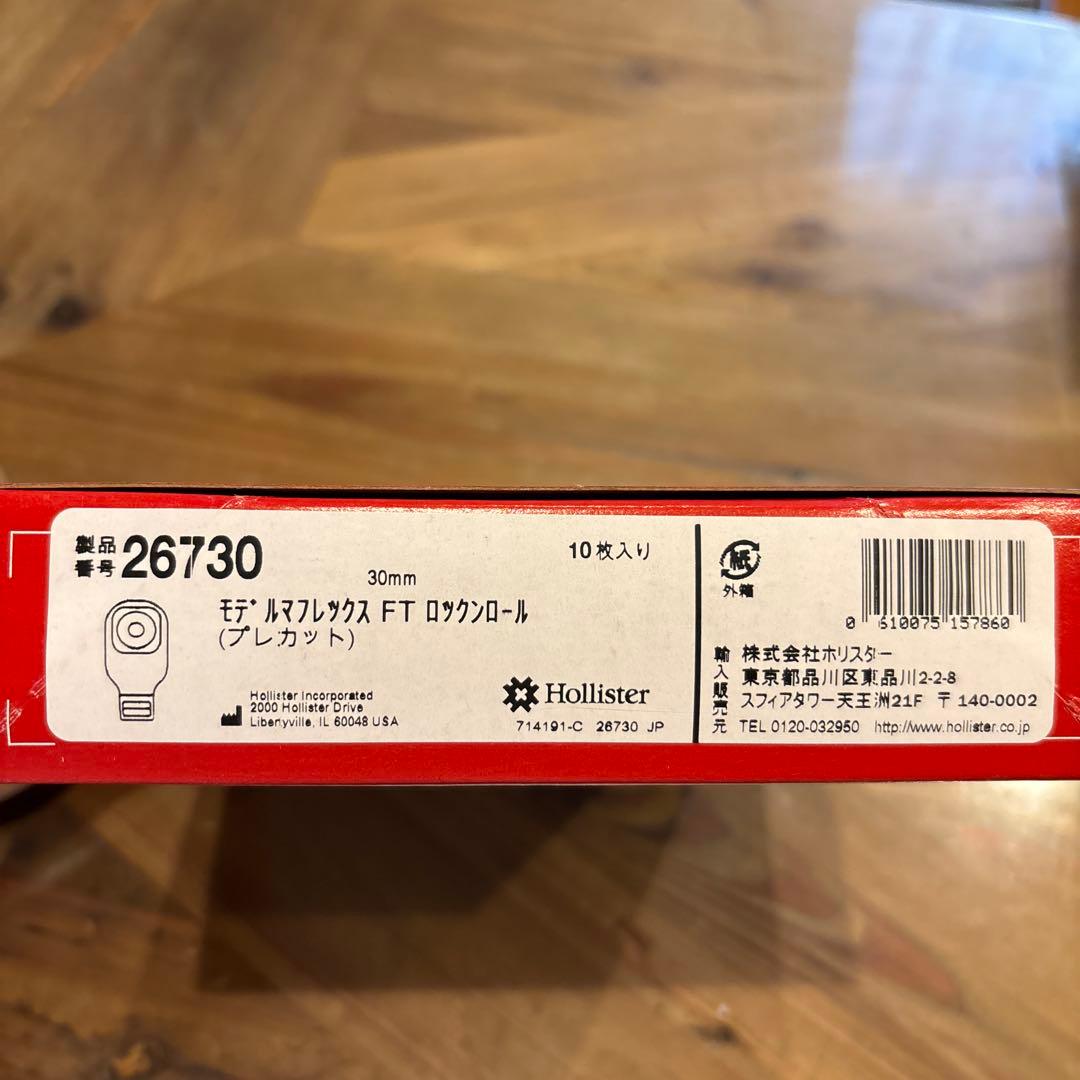 製品番号 26730
10枚入り
30mm
モデルマフレックス FT ロックンロール
(プレカット)
Hollister Incorporated
2000 Hollister Drive
Libertyville, IL 60048 USA
Hollister
714191-C 26730 JP
紙
外箱
0 610075 157860
輸入販売元
株式会社ホリスター
東京都品川区東品川2-2-8
スフィアタワー天王洲21F 〒140-0002
TEL 0120-032950 http://www.hollister.co.jp